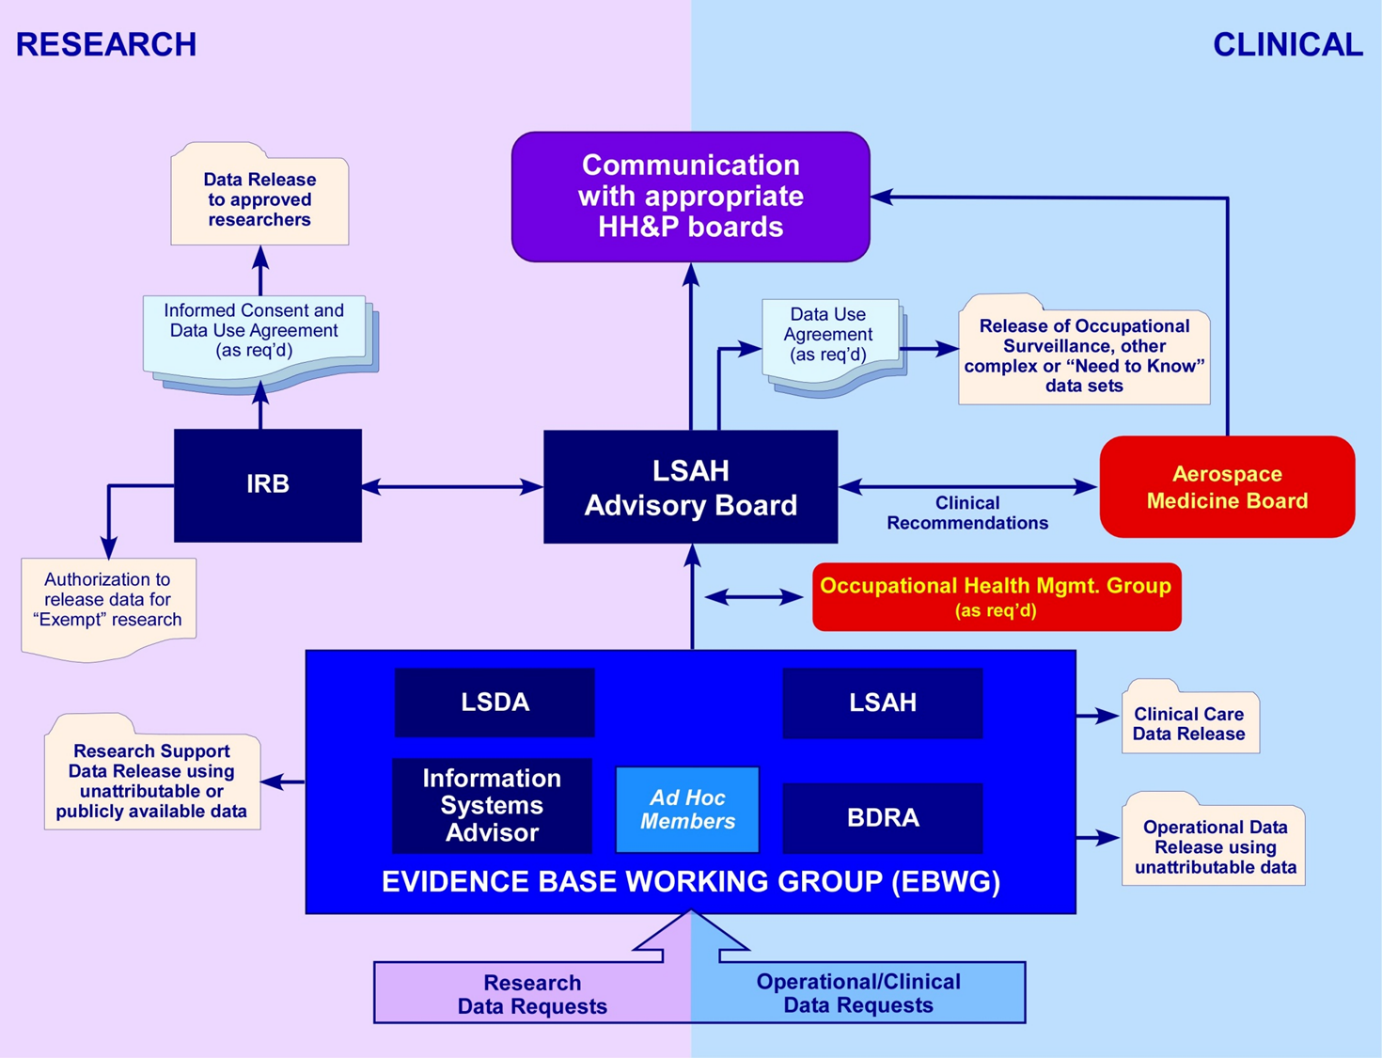 RESEARCH
CLINICAL
Communication
with appropriate
HH&P boards
Data Release
to approved
researchers
Informed Consent and
Data Use Agreement
(as req’d)
Data Use
Agreement
(as req’d)
Release of Occupational
Surveillance, other
complex or “Need to Know”
data sets
IRB
LSAH
Advisory Board
Aerospace
Medicine Board
Clinical
Recommendations
Authorization to
release data for
“Exempt” research
Occupational Health Mgmt. Group
(as req’d)
LSDA
LSAH
Information
Systems
Advisor
Ad Hoc
Members
BDRA
EVIDENCE BASE WORKING GROUP (EBWG)
Research Support
Data Release using
unattributable or
publicly available data
Clinical Care
Data Release
Operational Data
Release using
unattributable data
Research
Data Requests
Operational/Clinical
Data Requests